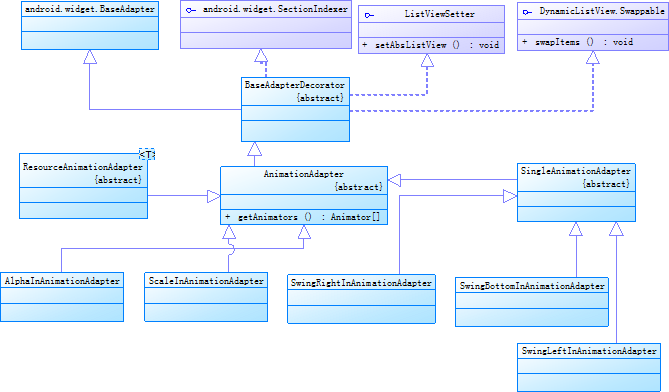 android.widget.BaseAdapter
android.widget.SectionIndexer
ListViewSetter
+ setAbsListView () : void
DynamicListView.Swappable
+ swapItems () : void
BaseAdapterDecorator
{abstract}
<T>
ResourceAnimationAdapter
{abstract}
AnimationAdapter
{abstract}
+ getAnimators () : Animator[]
SingleAnimationAdapter
{abstract}
AlphaInAnimationAdapter
ScaleInAnimationAdapter
SwingRightInAnimationAdapter
SwingBottomInAnimationAdapter
SwingLeftInAnimationAdapter